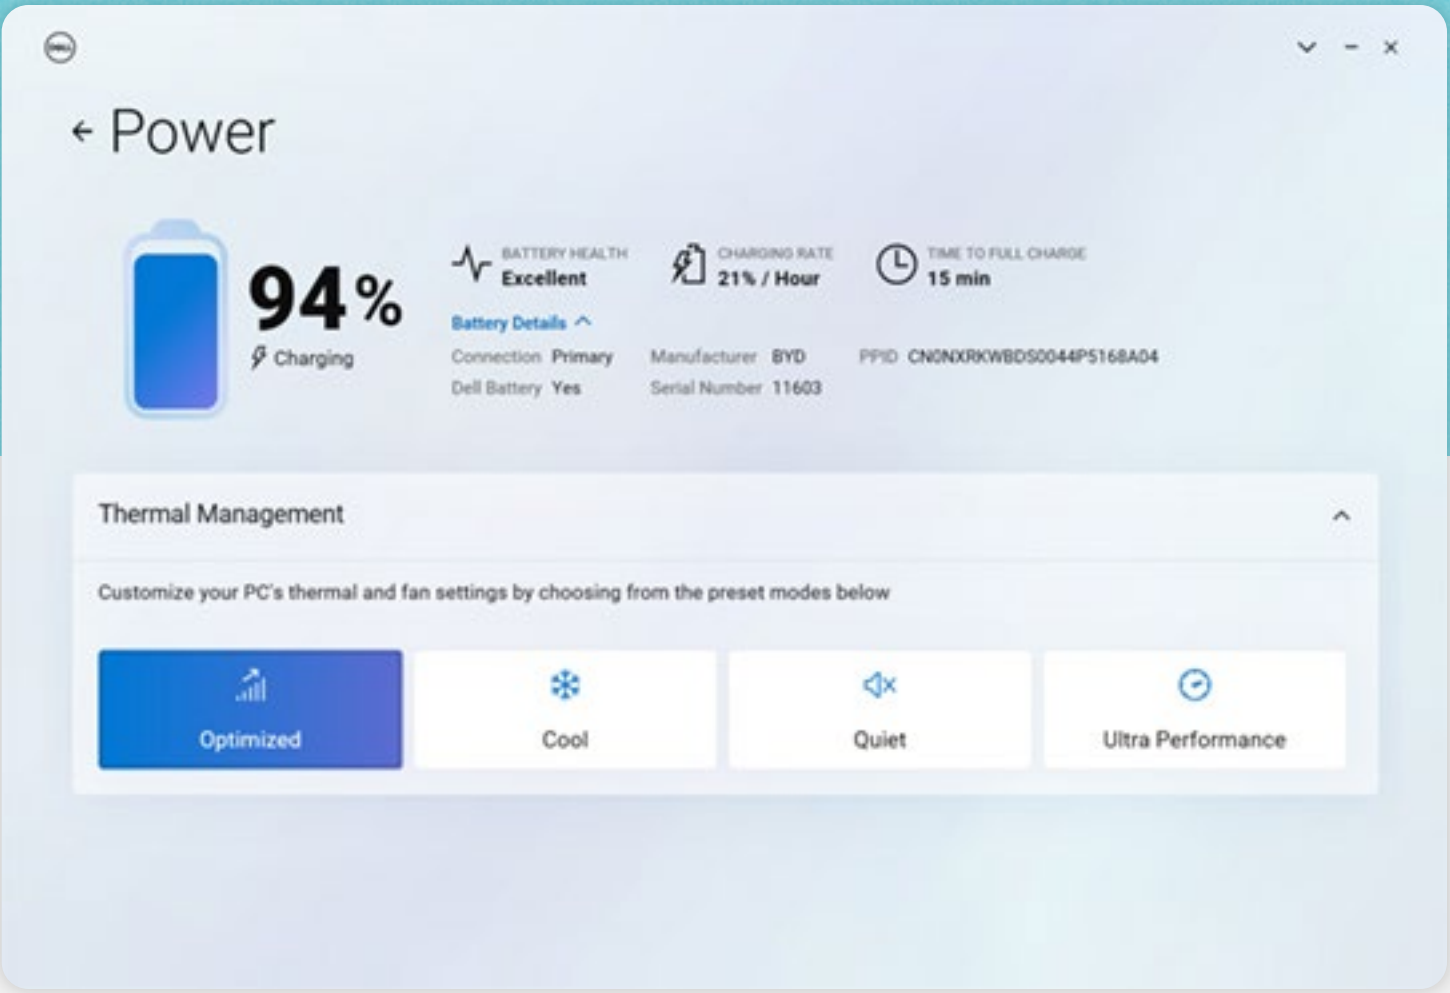 DELL
Power
94%
Charging
BATTERY HEALTH
Excellent
CHARGING RATE
21% / Hour
TIME TO FULL CHARGE
15 min
Battery Details
Connection Primary
Manufacturer BYD
PPID CN0NXRKWBDS0044P5168A04
Dell Battery Yes
Serial Number 11603
Thermal Management
Customize your PC's thermal and fan settings by choosing from the preset modes below
Optimized
Cool
Quiet
Ultra Performance